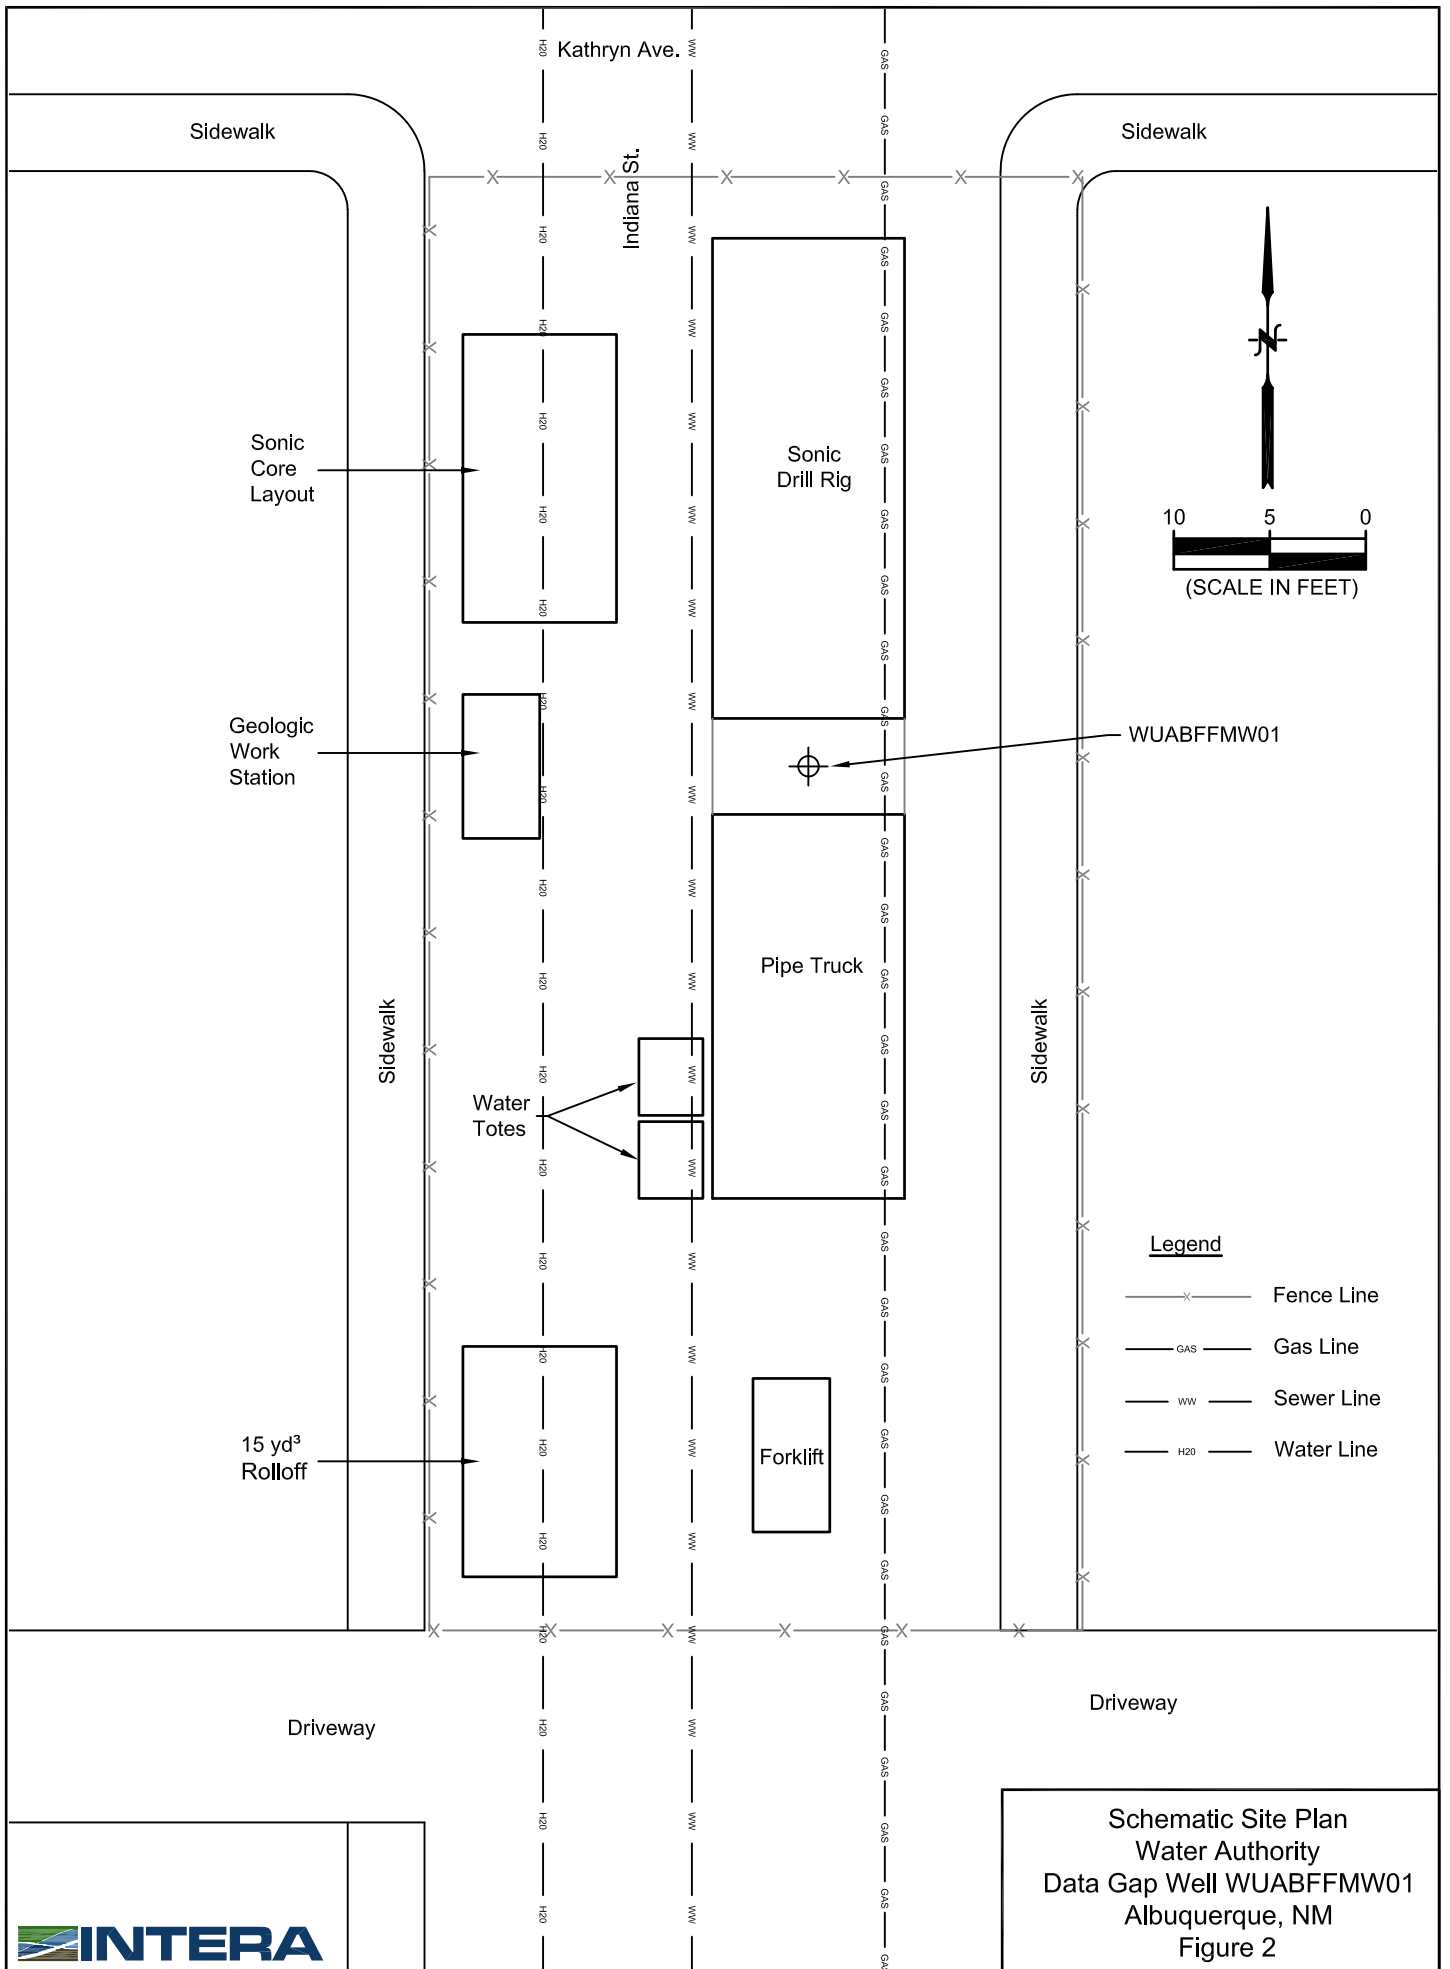 Kathryn Ave.
Sidewalk
Indiana St.
Sidewalk
Sonic
Core
Layout
Sonic
Drill Rig
10 5 0
(SCALE IN FEET)
Geologic
Work
Station
WUABFFMW01
Pipe Truck
Sidewalk
Sidewalk
Water
Totes
Legend
X Fence Line
GAS Gas Line
WW Sewer Line
H20 Water Line
15 yd³
Rolloff
Forklift
Driveway
Driveway
Schematic Site Plan
Water Authority
Data Gap Well WUABFFMW01
Albuquerque, NM
Figure 2
INTERA